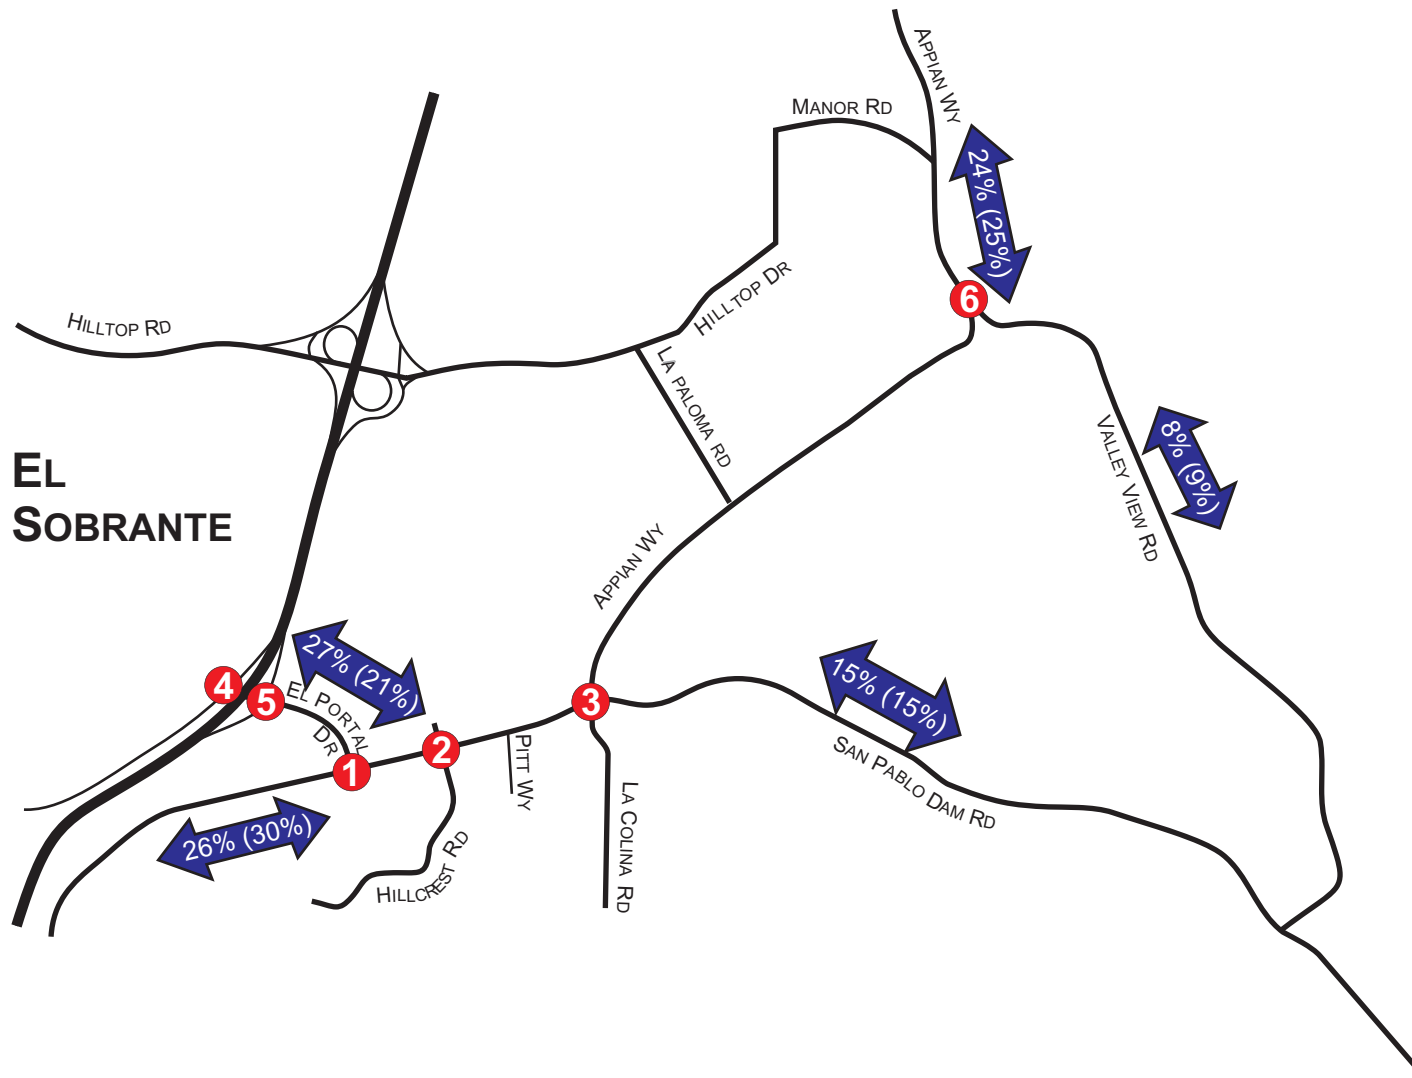 APPIAN WY
MANOR RD
24% (25%)
HILLTOP DR
6
HILLTOP RD
LA PALOMA RD
8% (9%)
VALLEY VIEW RD
EL
SOBRANTE
APPIAN WY
27% (21%)
4
5
EL PORTAL
DR
3
15% (15%)
2
1
PITT WY
SAN PABLO DAM RD
26% (30%)
LA COLINA RD
HILLCREST RD